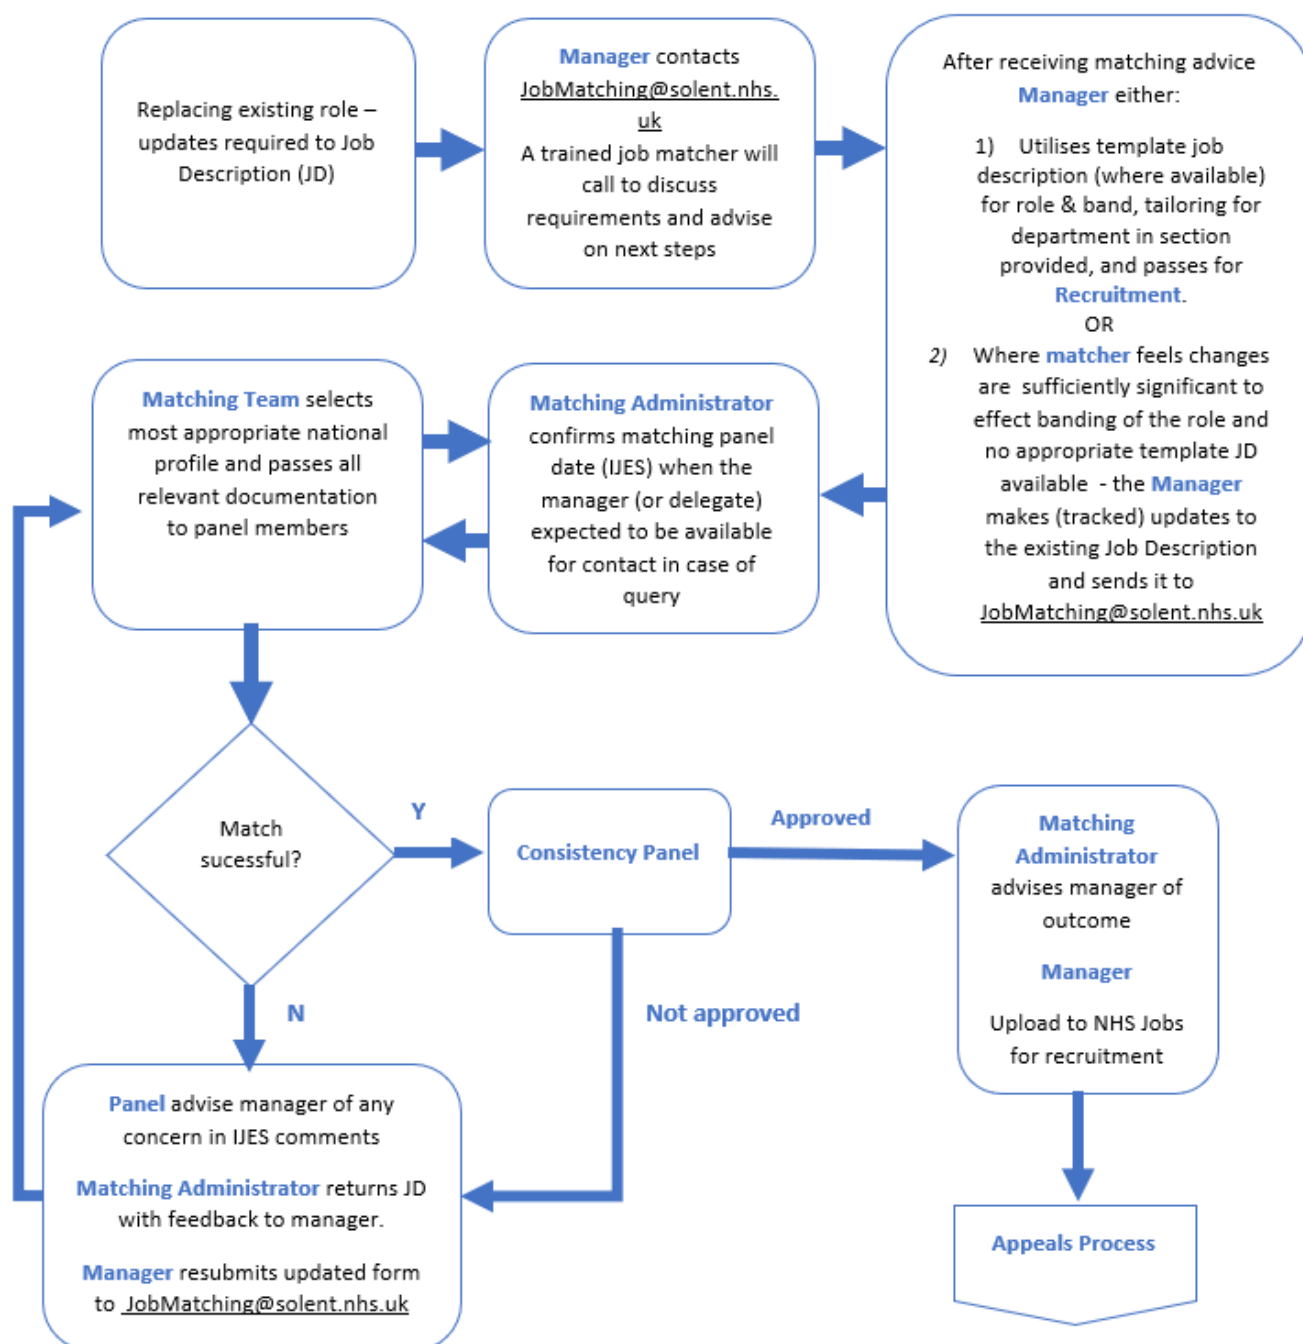 Replacing existing role –
updates required to Job
Description (JD)
Manager contacts
JobMatching@solent.nhs.
uk
A trained job matcher will
call to discuss
requirements and advise
on next steps
After receiving matching advice
Manager either:
1) Utilises template job
description (where available)
for role & band, tailoring for
department in section
provided, and passes for
Recruitment.
OR
2) Where matcher feels changes
are sufficiently significant to
effect banding of the role and
no appropriate template JD
available - the Manager
makes (tracked) updates to
the existing Job Description
and sends it to
JobMatching@solent.nhs.uk
Matching Administrator
confirms matching panel
date (IJES) when the
manager (or delegate)
expected to be available
for contact in case of
query
Matching Team selects
most appropriate national
profile and passes all
relevant documentation
to panel members
Match
sucessful?
Y
Consistency Panel
Approved
Matching
Administrator
advises manager of
outcome
Manager
Upload to NHS Jobs
for recruitment
N
Not approved
Panel advise manager of any
concern in IJES comments
Matching Administrator returns JD
with feedback to manager.
Manager resubmits updated form
to JobMatching@solent.nhs.uk
Appeals Process